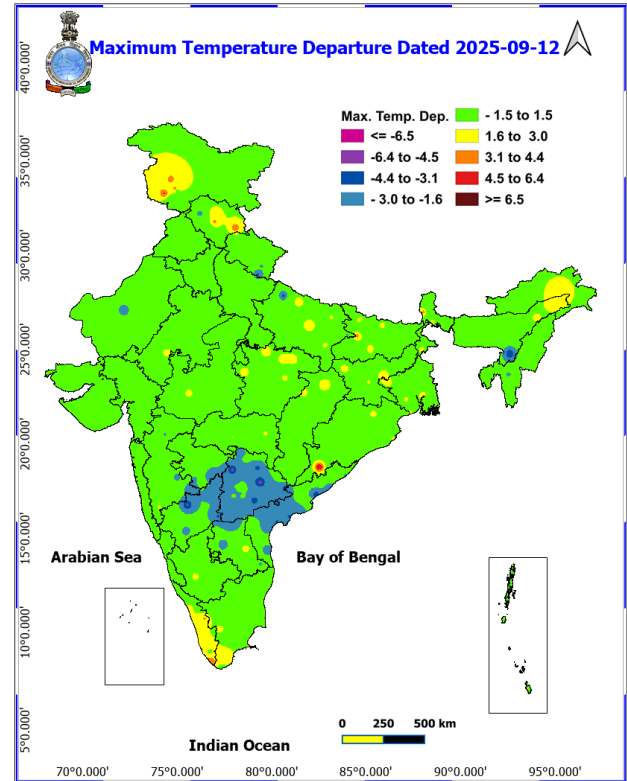 Maximum Temperature Departure Dated 2025-09-12
Max. Temp. Dep.
<= -6.5
-6.4 to -4.5
-4.4 to -3.1
- 3.0 to -1.6
- 1.5 to 1.5
1.6 to 3.0
3.1 to 4.4
4.5 to 6.4
>= 6.5
40°0.000'
35°0.000'
30°0.000'
25°0.000'
20°0.000'
15°0.000'
10°0.000'
5°0.000'
Arabian Sea
Bay of Bengal
Indian Ocean
0 250 500 km
70°0.000' 75°0.000' 80°0.000' 85°0.000' 90°0.000' 95°0.000'